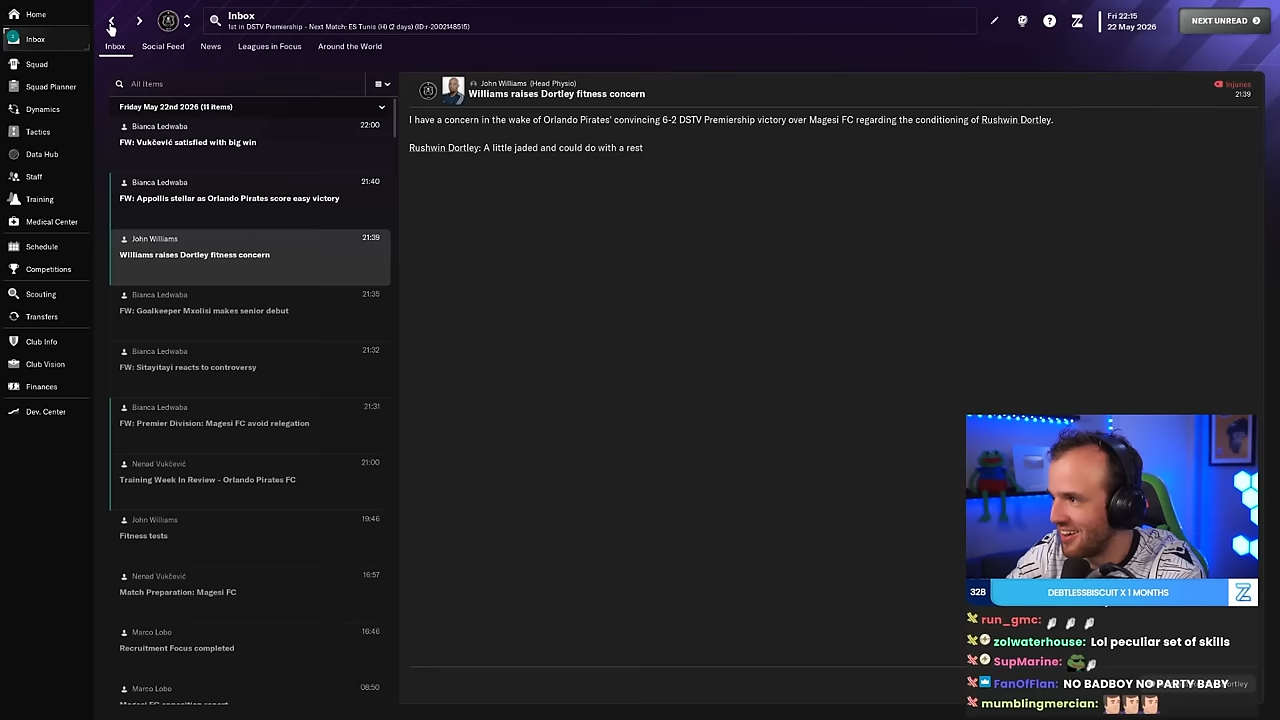 Home
Inbox
Squad
Squad Planner
Dynamics
Tactics
Data Hub
Staff
Training
Medical Center
Schedule
Competitions
Scouting
Transfers
Club Info
Club Vision
Finances
Dev. Center
Inbox
1st in DSTV Premiership - Next Match: ES Tunis (H) (2 days) (ID:r-2002148515)
Fri 22:15
22 May 2026
NEXT UNREAD
Inbox
Social Feed
News
Leagues in Focus
Around the World
All Items
Friday May 22nd 2026 (11 items)
Bianca Ledwaba 22:00
FW: Vukčević satisfied with big win
Bianca Ledwaba 21:40
FW: Appollis stellar as Orlando Pirates score easy victory
John Williams 21:39
Williams raises Dortley fitness concern
Bianca Ledwaba 21:35
FW: Goalkeeper Mxolisi makes senior debut
Bianca Ledwaba 21:32
FW: Sitayitayi reacts to controversy
Bianca Ledwaba 21:31
FW: Premier Division: Magesi FC avoid relegation
Nenad Vukčević 21:00
Training Week In Review - Orlando Pirates FC
John Williams 19:46
Fitness tests
Nenad Vukčević 16:57
Match Preparation: Magesi FC
Marco Lobo 16:46
Recruitment Focus completed
Marco Lobo 08:50
Magesi FC opposition report
John Williams (Head Physio)
Williams raises Dortley fitness concern
Injuries
21:39
I have a concern in the wake of Orlando Pirates' convincing 6-2 DSTV Premiership victory over Magesi FC regarding the conditioning of Rushwin Dortley.
Rushwin Dortley: A little jaded and could do with a rest
328 DEBTLESSBISCUIT X 1 MONTHS
run_gmc:
zolwaterhouse: Lol peculiar set of skills
SupMarine:
FanOfFlan: NO BADBOY NO PARTY BABY
mumblingmercian: